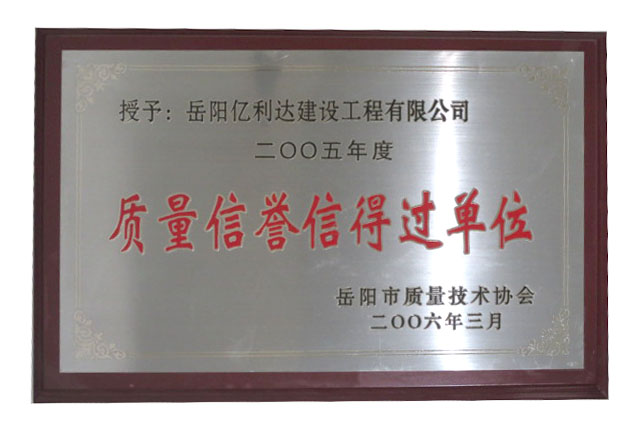 授予：岳阳亿利达建设工程有限公司
二〇〇五年度
质量信誉信得过单位
岳阳市质量技术协会
二〇〇六年三月